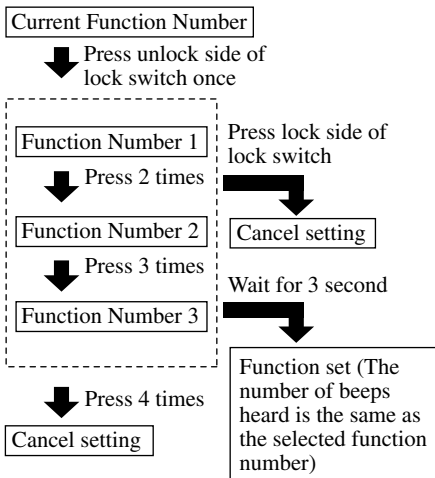 Current Function Number
Press unlock side of
lock switch once
Function Number 1
Press lock side of
lock switch
Press 2 times
Function Number 2
Cancel setting
Press 3 times
Wait for 3 second
Function Number 3
Function set (The
number of beeps
heard is the same as
the selected function
number)
Press 4 times
Cancel setting